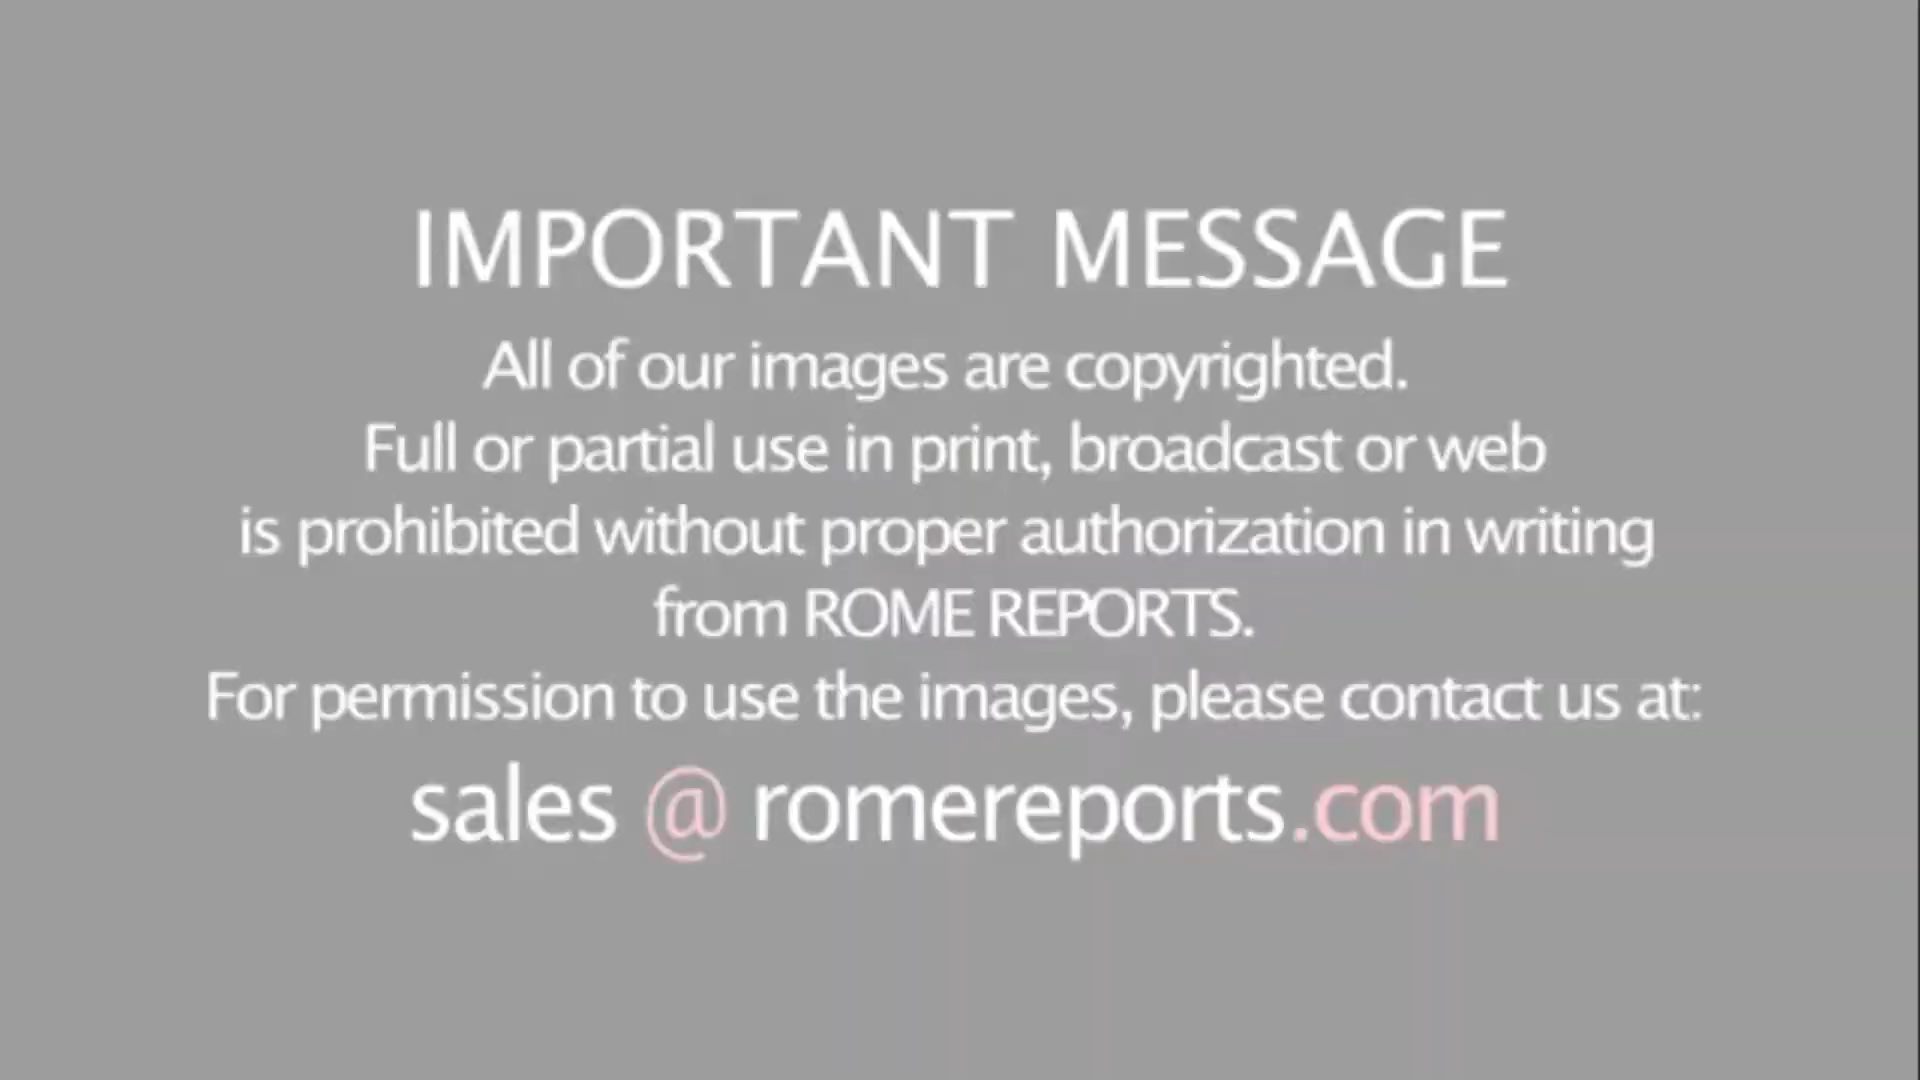 IMPORTANT MESSAGE
All of our images are copyrighted.
Full or partial use in print, broadcast or web
is prohibited without proper authorization in writing
from ROME REPORTS.
For permission to use the images, please contact us at:
sales @ romereports.com